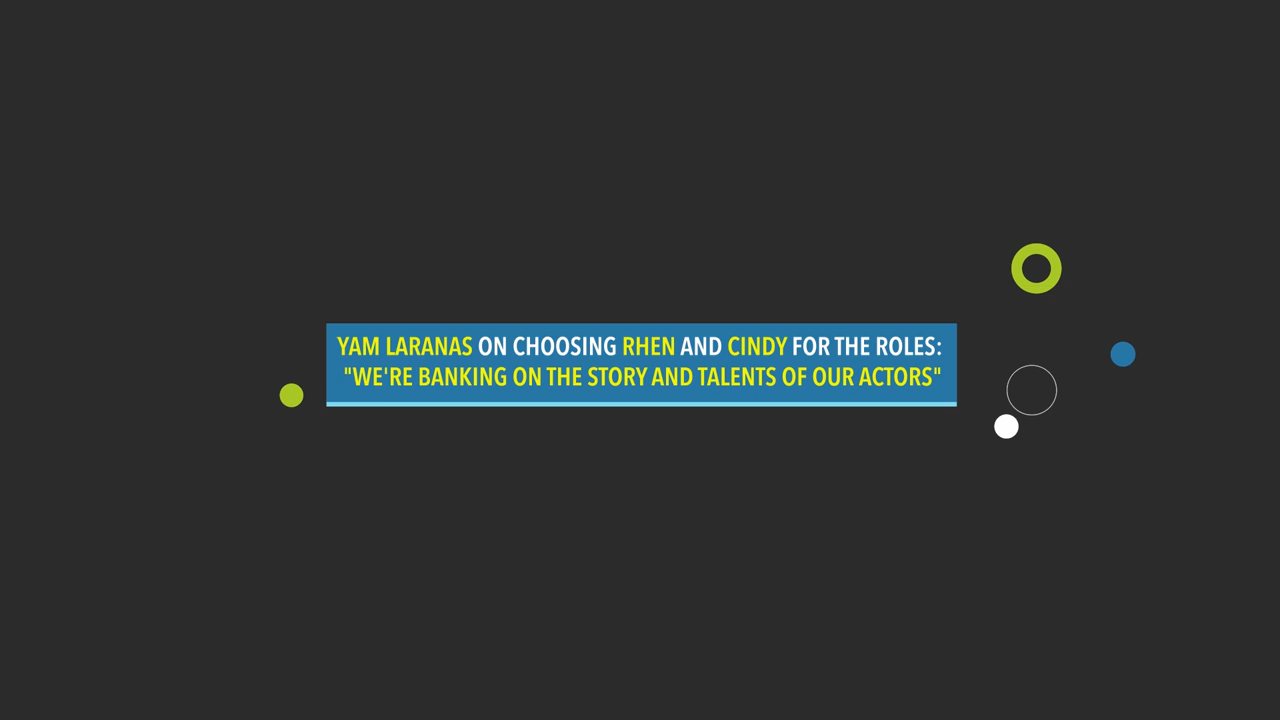 YAM LARANAS ON CHOOSING RHEN AND CINDY FOR THE ROLES:
"WE'RE BANKING ON THE STORY AND TALENTS OF OUR ACTORS"